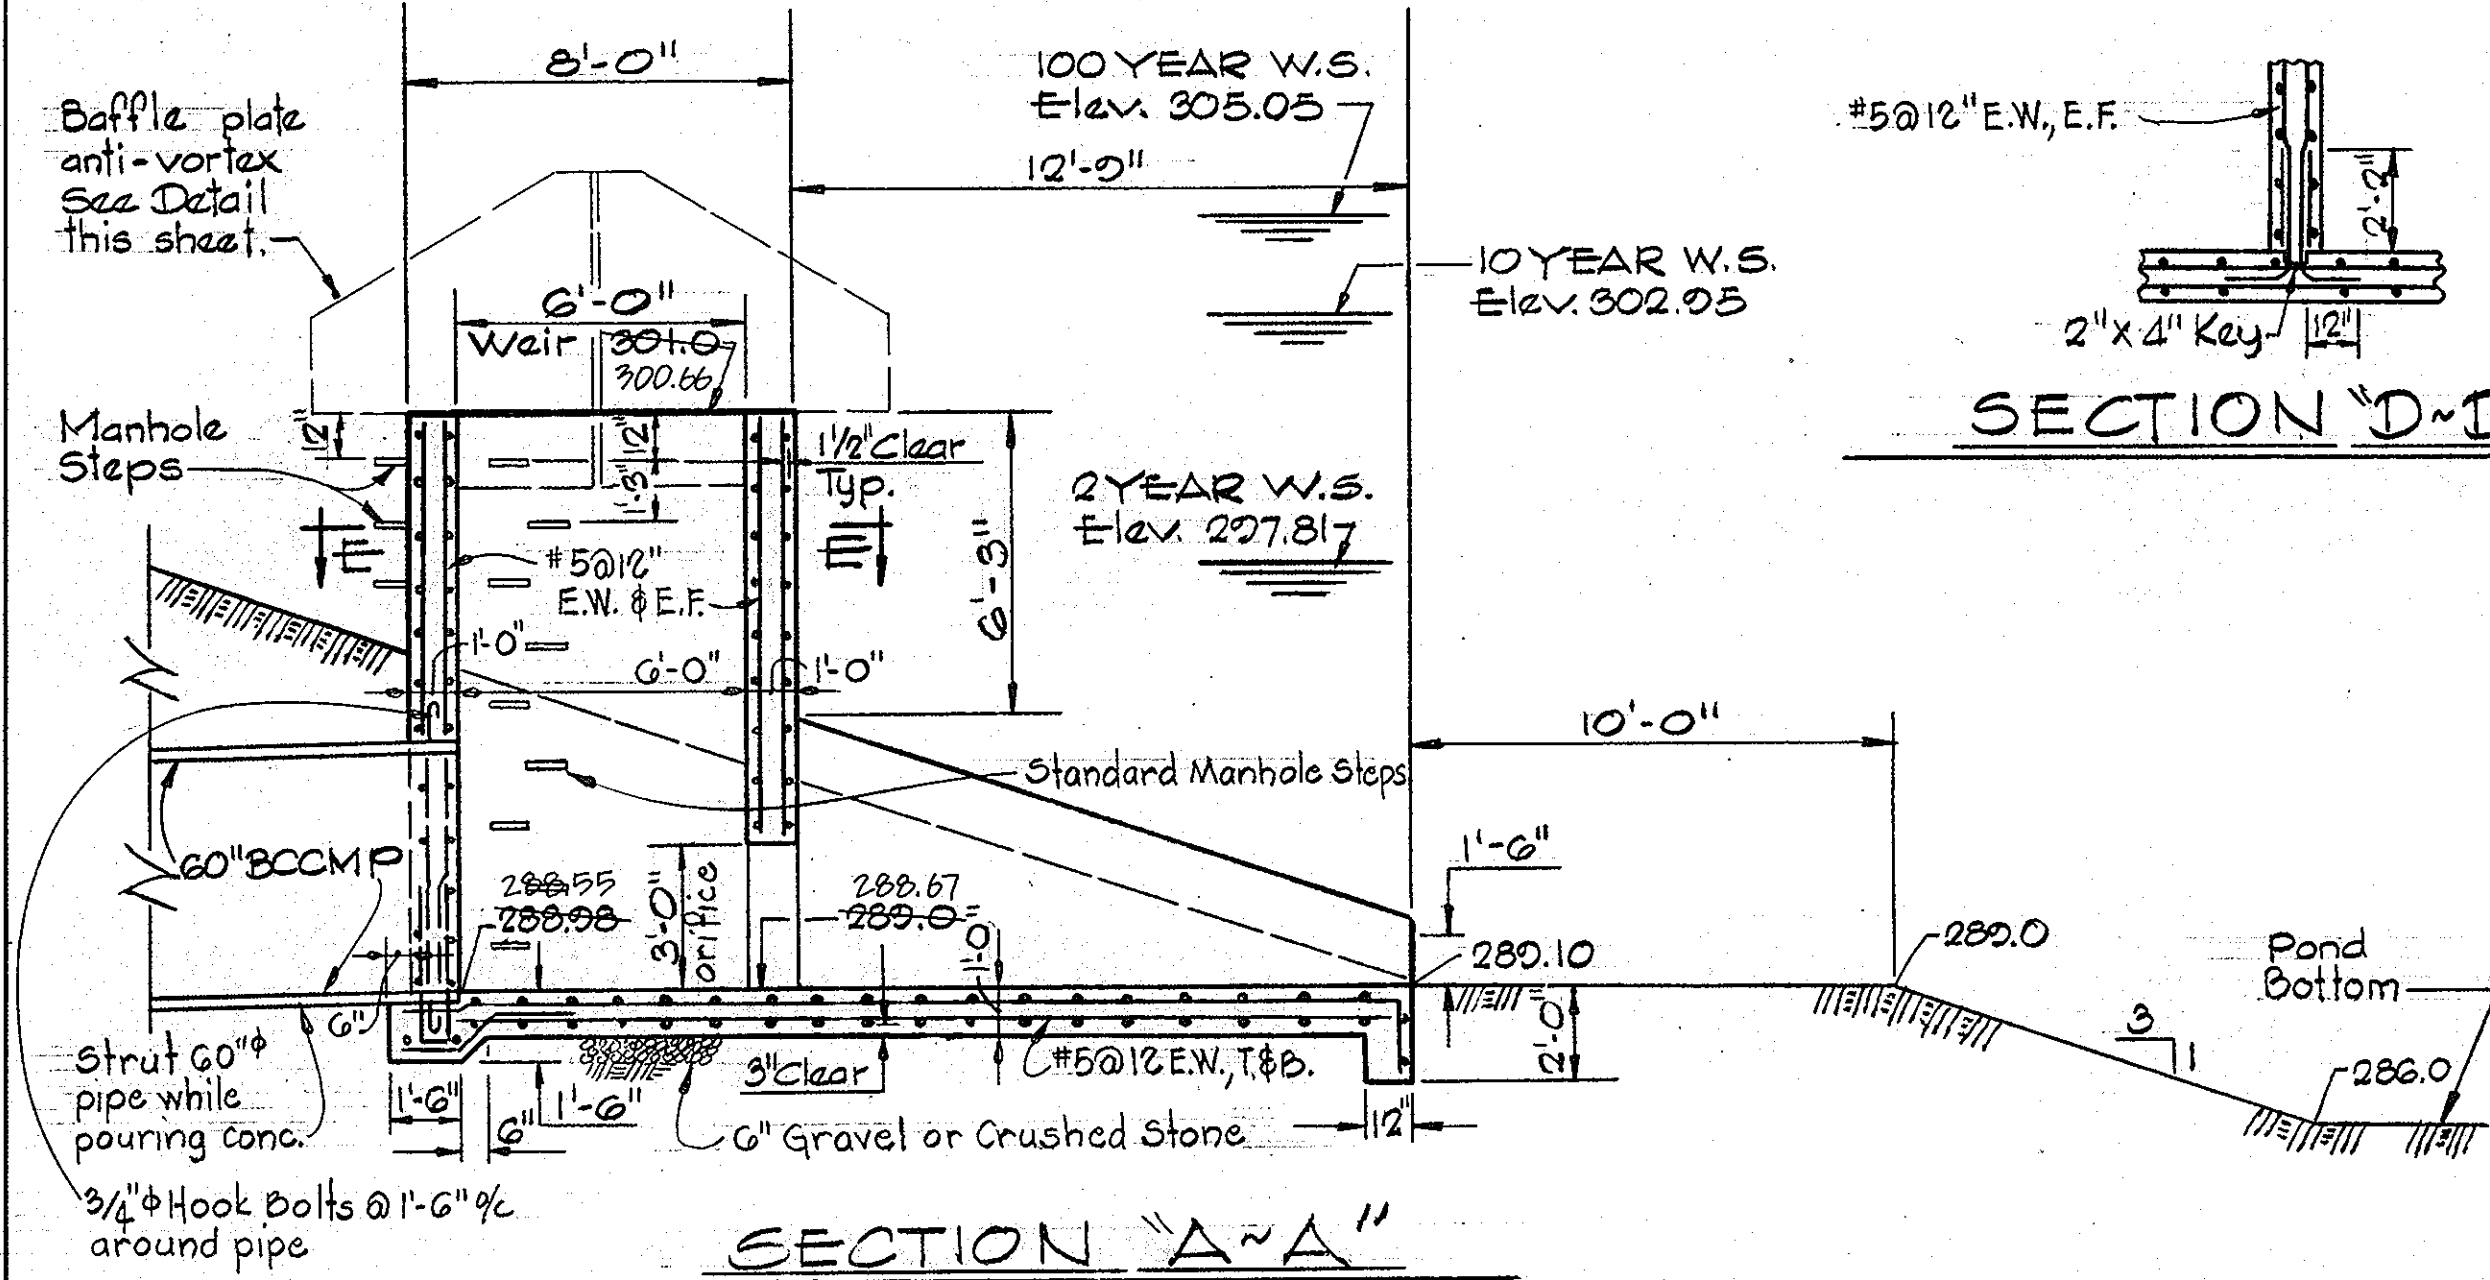 8'-0"
100 YEAR W.S.
Elev. 305.05
12'-9"
Baffle plate
anti-vortex
See Detail
this sheet.
#5@12" E.W., E.F.
2'-2"
2"x 4" Key
12"
SECTION "D~D
10 YEAR W.S.
Elev. 302.95
6'-0"
Weir 301.0
300.66
Manhole
Steps
12"
12"
1'-3"
1½" Clear
Typ.
E
E
2 YEAR W.S.
Elev. 297.817
6'-3"
#5@12"
E.W. & E.F.
1'-0"
6'-0"
1'-0"
10'-0"
Standard Manhole Steps
60" BCCMP
288.55
288.98
3'-0"
orifice
288.67
289.0
1'-0"
1'-6"
289.10
289.0
Pond
Bottom
3
1
286.0
2'-0"
6"
Strut 60"ϕ
pipe while
pouring conc.
1'-6"
6"
1'-6"
3" Clear
#5@12 E.W., T.&B.
6" Gravel or Crushed Stone
12"
3/4"ϕ Hook Bolts @ 1'-6" o/c
around pipe
SECTION "A~A"